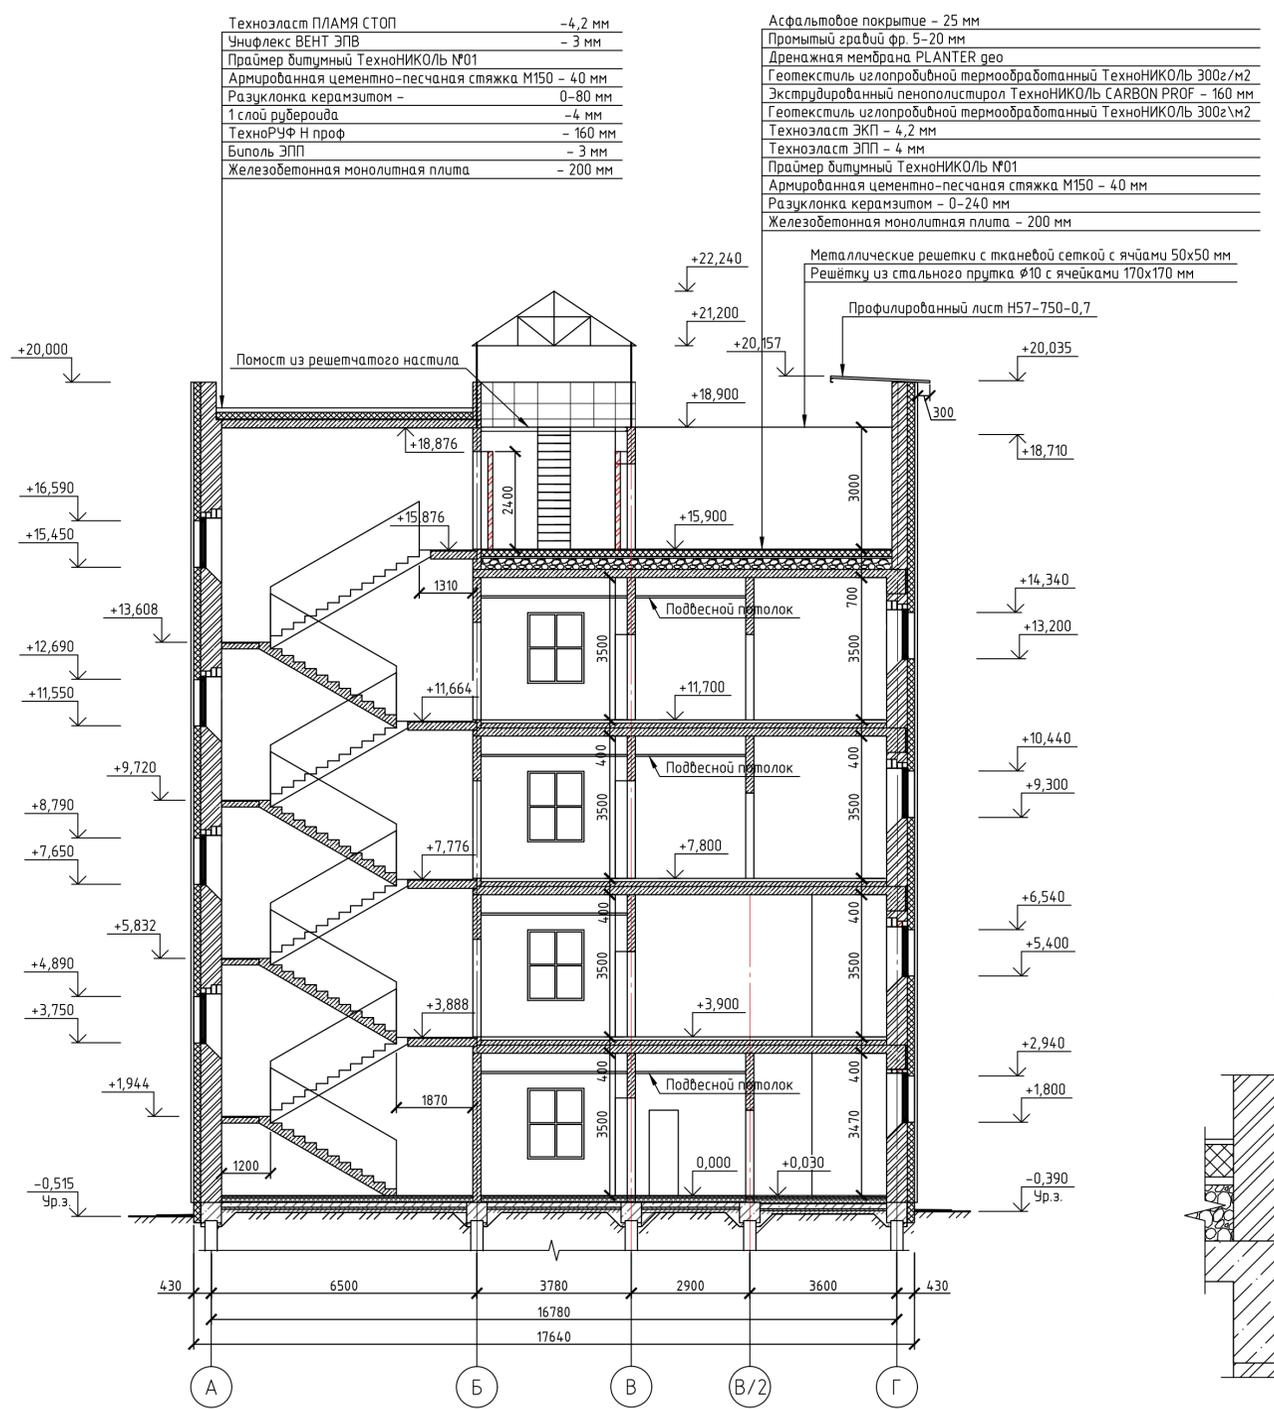 Техноэласт ПЛАМЯ СТОП -4,2 мм
Унифлекс ВЕНТ ЭПВ - 3 мм
Праймер битумный ТехноНИКОЛЬ №01
Армированная цементно-песчаная стяжка М150 - 40 мм
Разуклонка керамзитом - 0-80 мм
1 слой рубероида -4 мм
ТехноРУФ Н проф - 160 мм
Биполь ЭПП - 3 мм
Железобетонная монолитная плита - 200 мм
Асфальтовое покрытие - 25 мм
Промытый гравий фр. 5-20 мм
Дренажная мембрана PLANTER geo
Геотекстиль иглопробивной термообработанный ТехноНИКОЛЬ 300г/м2
Экструдированный пенополистирол ТехноНИКОЛЬ CARBON PROF - 160 мм
Геотекстиль иглопробивной термообработанный ТехноНИКОЛЬ 300г\м2
Техноэласт ЭКП - 4,2 мм
Техноэласт ЭПП - 4 мм
Праймер битумный ТехноНИКОЛЬ №01
Армированная цементно-песчаная стяжка М150 - 40 мм
Разуклонка керамзитом - 0-240 мм
Железобетонная монолитная плита - 200 мм
Металлические решетки с тканевой сеткой с ячйами 50х50 мм
Решётку из стального прутка Ø10 с ячейками 170х170 мм
Профилированный лист Н57-750-0,7
+22,240
+21,200
+20,157
+20,000
+20,035
Помост из решетчатого настила
+18,900
300
+18,876
+18,710
+16,590
2400
3000
+15,876
+15,900
+15,450
1310
700
+14,340
Подвесной потолок
+13,608
+13,200
3500
3500
+12,690
+11,550
+11,664
+11,700
400
400
+10,440
Подвесной потолок
+9,720
+9,300
3500
3500
+8,790
+7,650
+7,776
+7,800
400
400
+6,540
+5,832
+5,400
3500
3500
+4,890
+3,750
+3,888
+3,900
400
400
+2,940
Подвесной потолок
+1,944
+1,800
1870
3500
3470
1200
0,000
+0,030
-0,515
Ур.з.
-0,390
Ур.з.
430
6500
3780
2900
3600
430
16780
17640
А
Б
В
В/2
Г